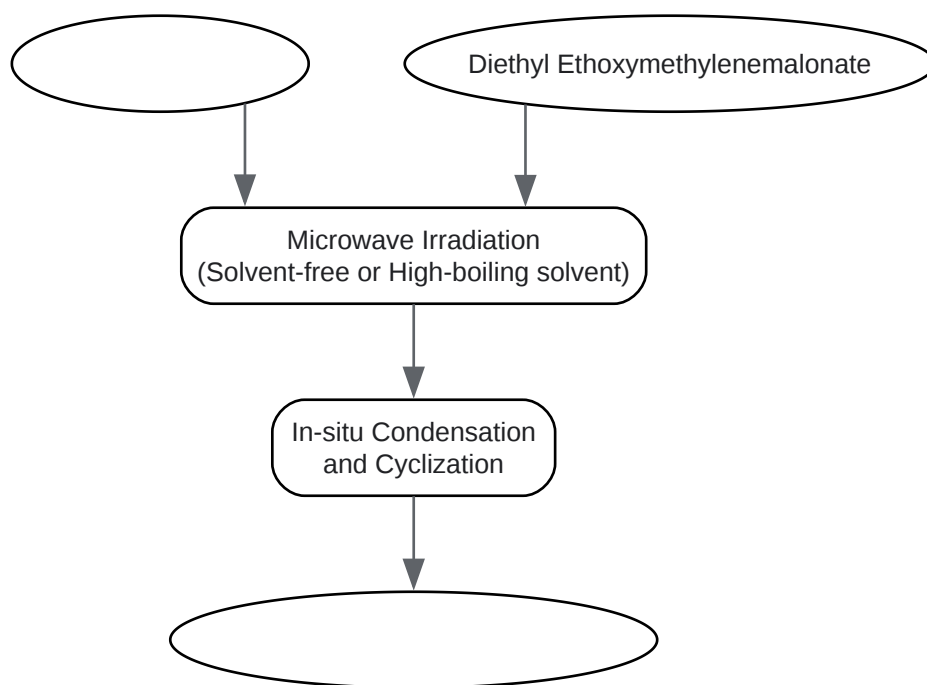 Diethyl Ethoxymethylenemalonate
Microwave Irradiation
(Solvent-free or High-boiling solvent)
In-situ Condensation
and Cyclization